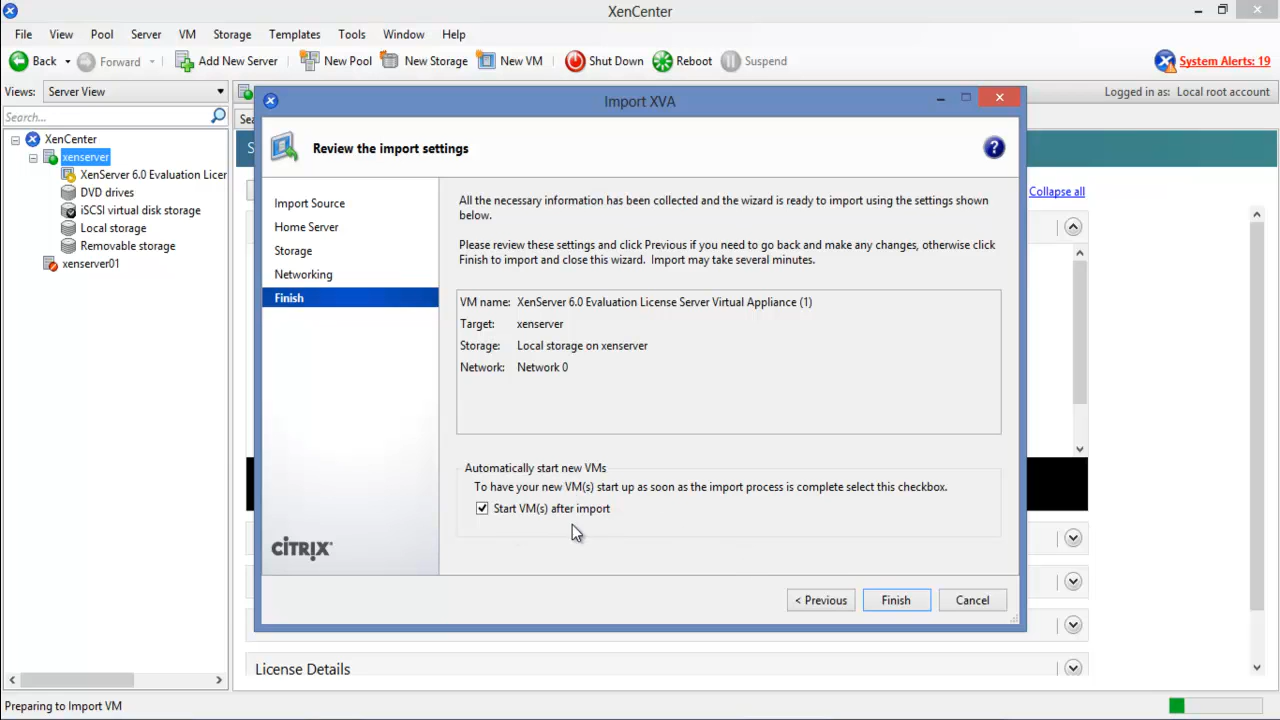 XenCenter
File View Pool Server VM Storage Templates Tools Window Help
Back Forward Add New Server New Pool New Storage New VM Shut Down Reboot Suspend System Alerts: 19
Views: Server View Logged in as: Local root account
Search...
XenCenter
xenserver
XenServer 6.0 Evaluation Licer
DVD drives
iSCSI virtual disk storage
Local storage
Removable storage
xenserver01
Sea
S
Collapse all
Import XVA
Review the import settings
?
Import Source
Home Server
Storage
Networking
Finish
CITRIX
All the necessary information has been collected and the wizard is ready to import using the settings shown
below.
Please review these settings and click Previous if you need to go back and make any changes, otherwise click
Finish to import and close this wizard. Import may take several minutes.
VM name: XenServer 6.0 Evaluation License Server Virtual Appliance (1)
Target: xenserver
Storage: Local storage on xenserver
Network: Network 0
Automatically start new VMs
To have your new VM(s) start up as soon as the import process is complete select this checkbox.
Start VM(s) after import
< Previous Finish Cancel
License Details
Preparing to Import VM